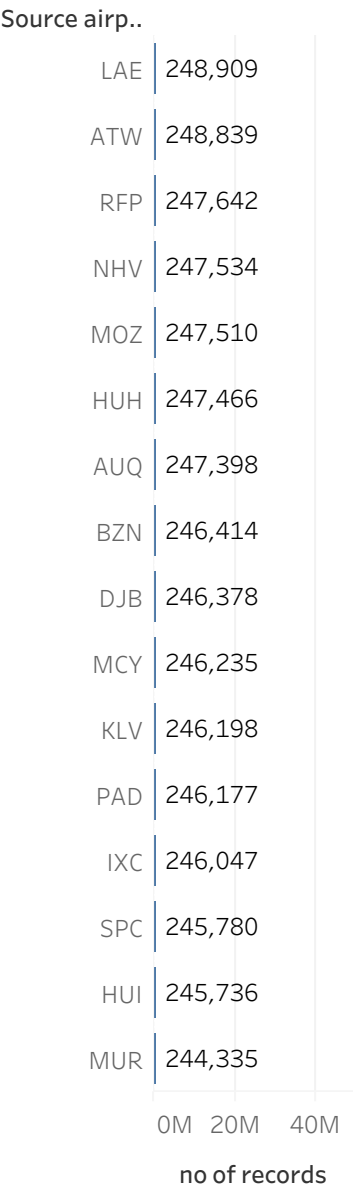 Source airp..
LAE 248,909
ATW 248,839
RFP 247,642
NHV 247,534
MOZ 247,510
HUH 247,466
AUQ 247,398
BZN 246,414
DJB 246,378
MCY 246,235
KLV 246,198
PAD 246,177
IXC 246,047
SPC 245,780
HUI 245,736
MUR 244,335
0M 20M 40M
no of records